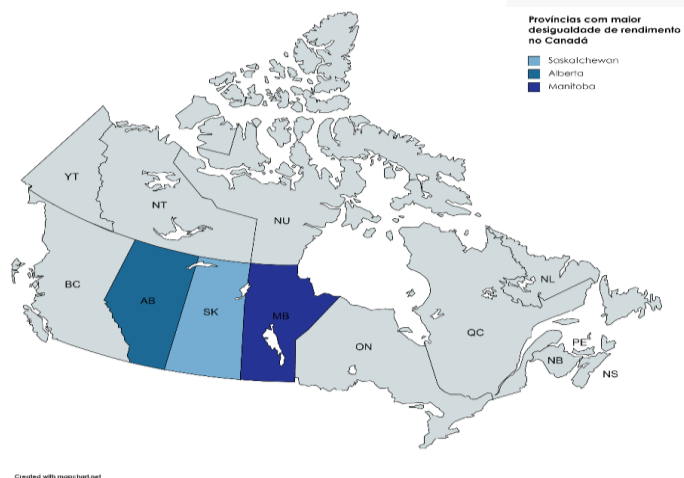 Províncias com maior
desigualdade de rendimento
no Canadá
Saskatchewan
Alberta
Manitoba
YT
NT
NU
BC
AB
SK
MB
ON
QC
NL
PE
NB
NS
Created with mapchart.net